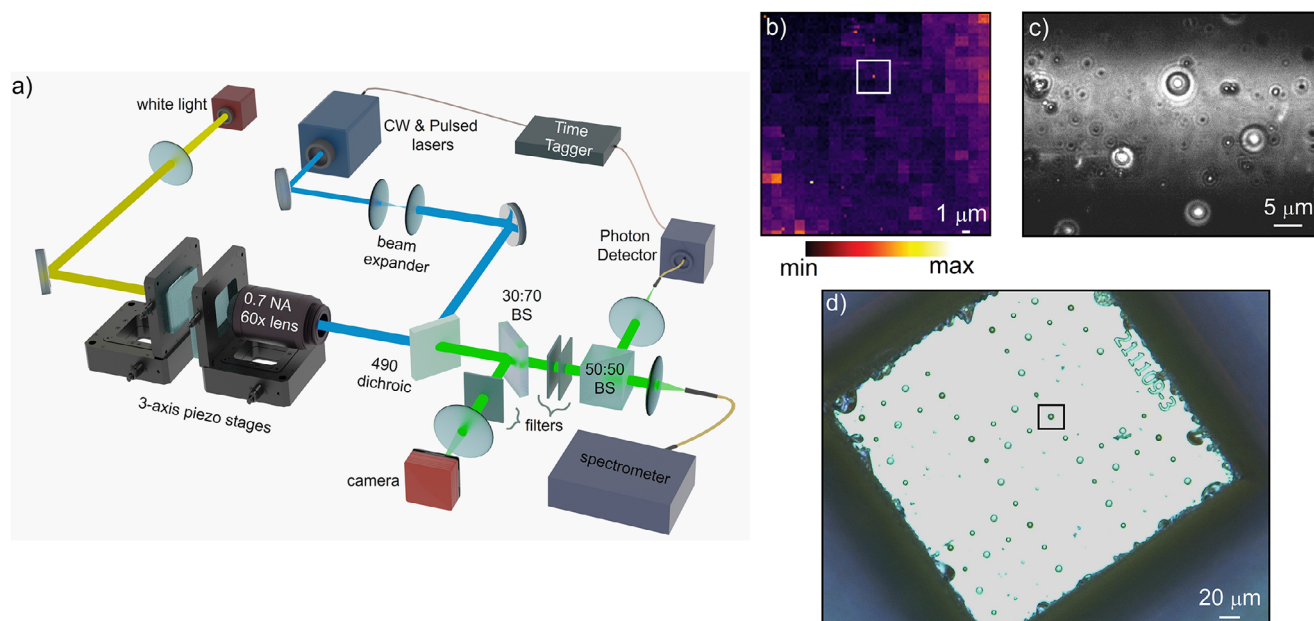 a)
white light
CW & Pulsed
lasers
Time
Tagger
beam
expander
Photon
Detector
0.7 NA
60x lens
30:70
BS
490
dichroic
50:50
BS
3-axis piezo stages
filters
camera
spectrometer
b)
1 μm
min
max
c)
5 μm
d)
211109-3
20 μm